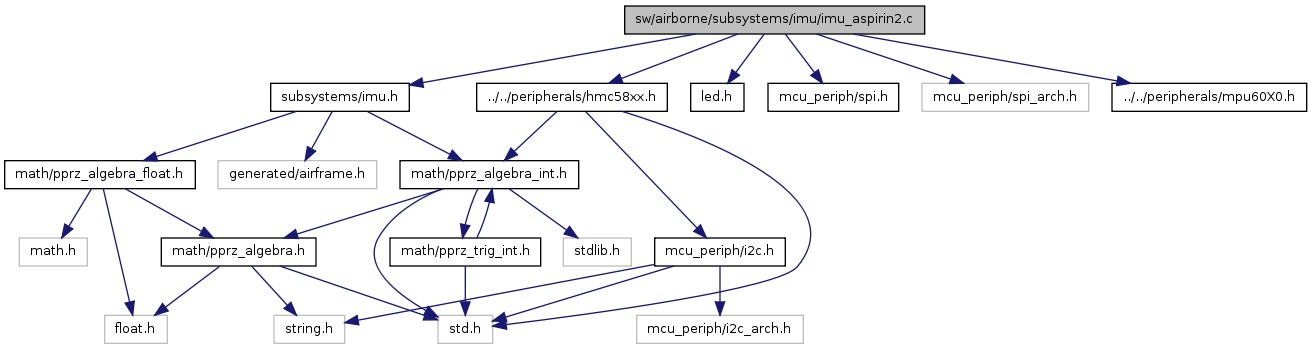 sw/airborne/subsystems/imu/imu_aspirin2.c
subsystems/imu.h
../../peripherals/hmc58xx.h
led.h
mcu_periph/spi.h
mcu_periph/spi_arch.h
../../peripherals/mpu60X0.h
math/pprz_algebra_float.h
generated/airframe.h
math/pprz_algebra_int.h
math.h
math/pprz_algebra.h
math/pprz_trig_int.h
stdlib.h
mcu_periph/i2c.h
float.h
string.h
std.h
mcu_periph/i2c_arch.h